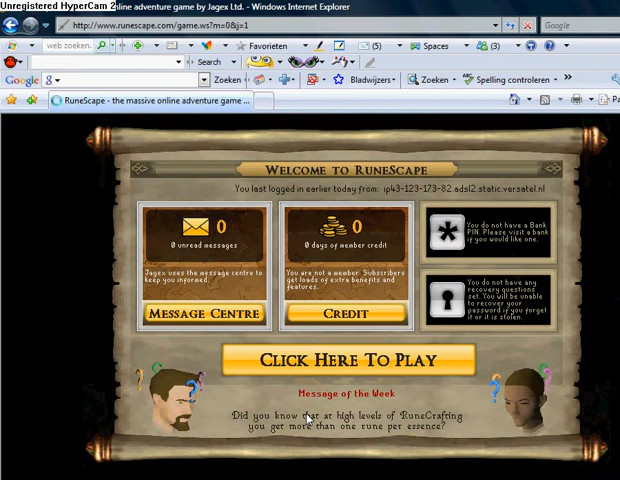 Unregistered HyperCam 2
nline adventure game by Jagex Ltd. - Windows Internet Explorer
http://www.runescape.com/game.ws?m=0&j=1
Google
web zoeken.
Favorieten
(5)
Spaces
(3)
Search
Google
g
Zoeken
Bladwijzers
Zoeken
Spelling controleren
»
RuneScape - the massive online adventure game ...
Pa
WELCOME TO RUNESCAPE
You last logged in earlier today from: ip43-123-173-82.adsl2.static.versatel.nl
0
0 unread messages
Jagex uses the message centre to
keep you informed.
MESSAGE CENTRE
0
0 days of member credit
You are not a member. Subscribers
get loads of extra benefits and
features.
CREDIT
You do not have a Bank
PIN. Please visit a bank
if you would like one.
You do not have any
recovery questions
set. You will be unable
to recover your
password if you forget
it or it is stolen.
CLICK HERE TO PLAY
Message of the Week
Did you know that at high levels of RuneCrafting
you get more than one rune per essence?